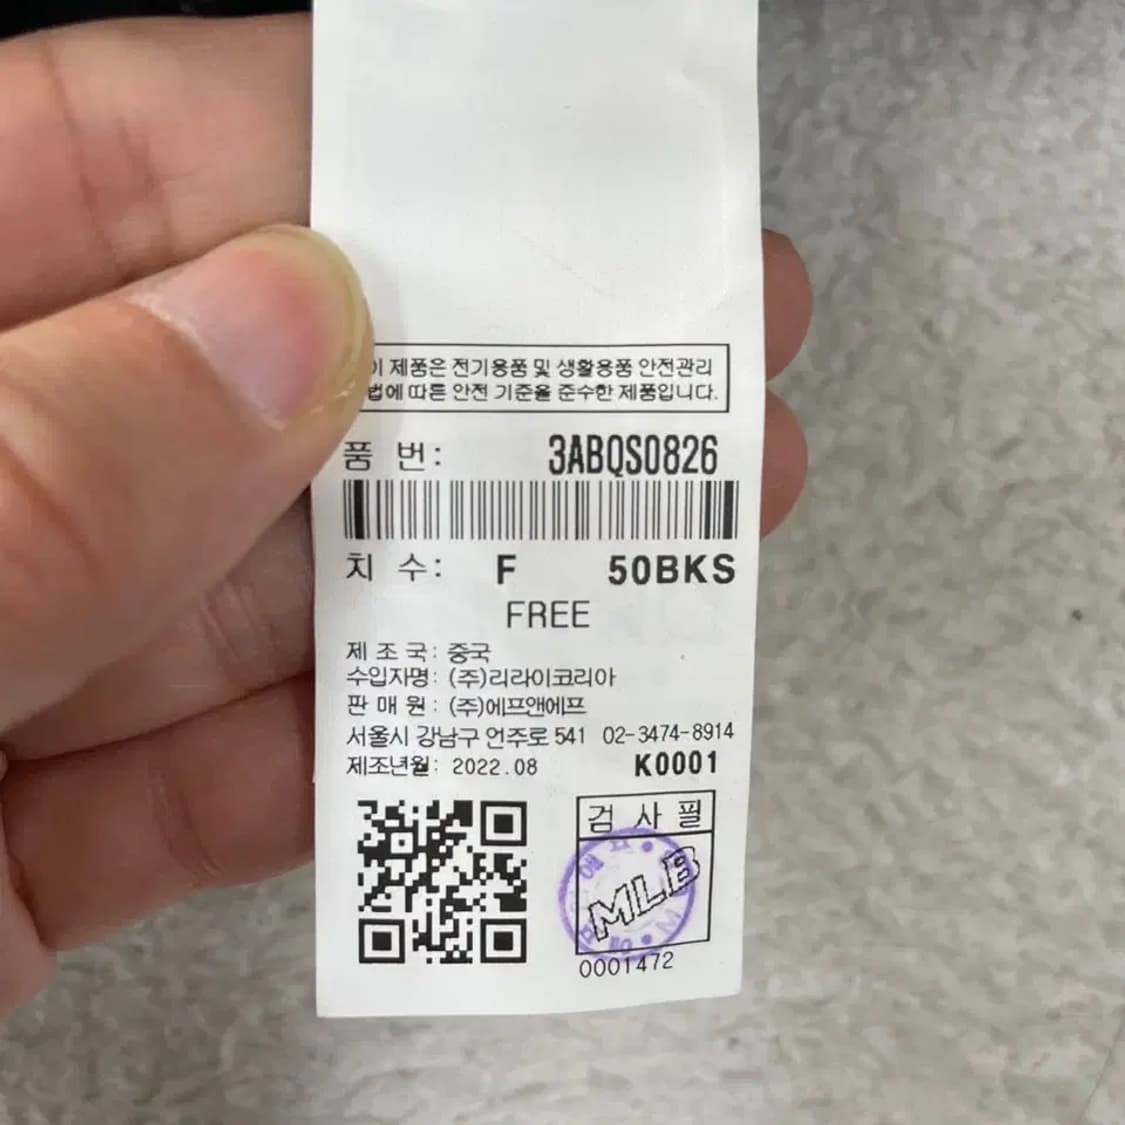 이 제품은 전기용품 및 생활용품 안전관리
법에 따른 안전 기준을 준수한 제품입니다.
품 번: 3ABQS0826
치 수: F 50BKS
FREE
제 조 국: 중국
수입자명: (주)리라이코리아
판 매 원: (주)에프앤에프
서울시 강남구 언주로 541 02-3474-8914
제조년월: 2022.08 K0001
검 사 필
MLB
0001472